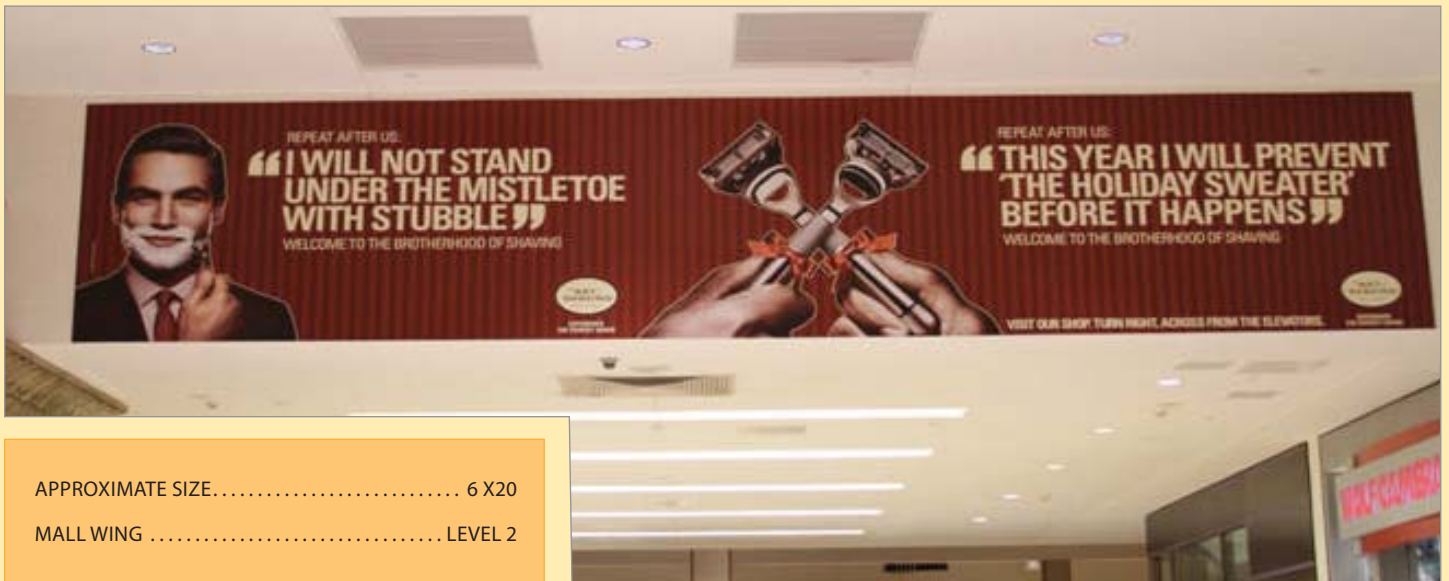 REPEAT AFTER US:
“I WILL NOT STAND
UNDER THE MISTLETOE
WITH STUBBLE”
WELCOME TO THE BROTHERHOOD OF SHAVING
REPEAT AFTER US:
“THIS YEAR I WILL PREVENT
‘THE HOLIDAY SWEATER’
BEFORE IT HAPPENS”
WELCOME TO THE BROTHERHOOD OF SHAVING
VISIT OUR SHOP. TURN RIGHT, ACROSS FROM THE ELEVATORS.
APPROXIMATE SIZE............................ 6 X20
MALL WING ................................. LEVEL 2